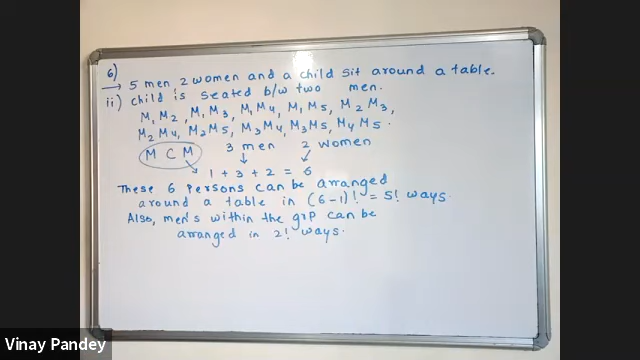 6)
→ 5 men, 2 women and a child sit around a table.
ii) child is seated b/w two men.
M₁M₂, M₁M₃, M₁M₄, M₁M₅, M₂M₃,
M₂M₄, M₂M₅, M₃M₄, M₃M₅, M₄M₅.
M C M 3 men 2 women
1 + 3 + 2 = 6
These 6 Persons can be arranged
around a table in (6-1)! = 5! ways.
Also, men's within the grp can be
arranged in 2! ways.
Vinay Pandey